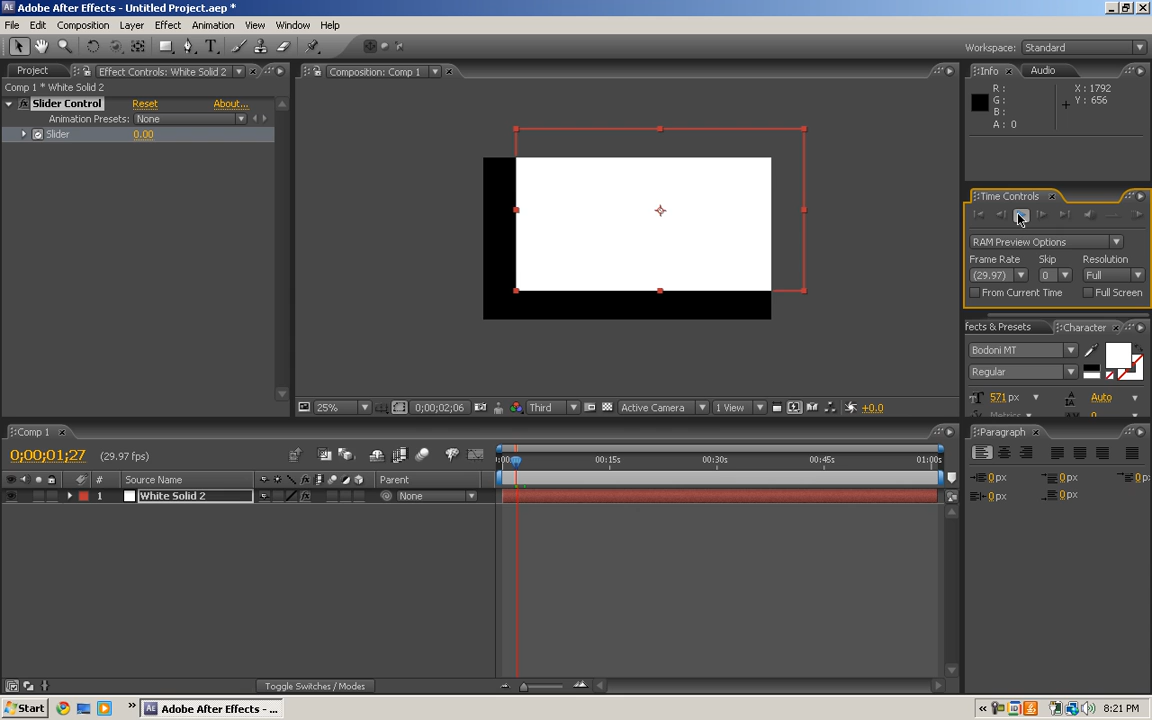 Adobe After Effects - Untitled Project.aep *
File Edit Composition Layer Effect Animation View Window Help
Workspace: Standard
Project Effect Controls: White Solid 2
Comp 1 * White Solid 2
Slider Control Reset About...
Animation Presets: None
Slider 0.00
Composition: Comp 1
25% 0;00;02;06 Third Active Camera 1 View +0.0
Info Audio
R : X : 1792
G : Y : 656
B :
A : 0
Time Controls
RAM Preview Options
Frame Rate Skip Resolution
(29.97) 0 Full
From Current Time Full Screen
fects & Presets Character
Bodoni MT
Regular
571 px Auto
Metrics 0
Comp 1
0;00;01;27 (29.97 fps)
:00s 00:15s 00:30s 00:45s 01:00s
# Source Name Parent
1 White Solid 2 None
Toggle Switches / Modes
Paragraph
0 px 0 px 0 p
0 px 0 px
Start Adobe After Effects - ... 8:21 PM